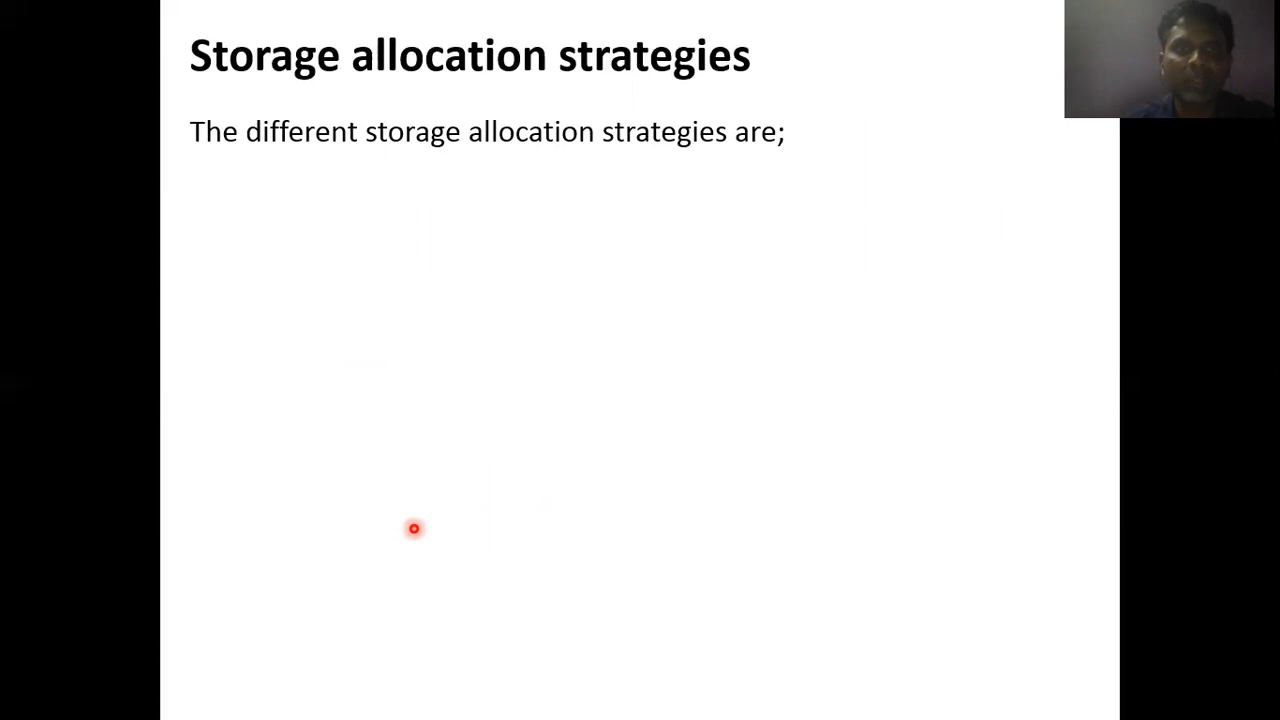 Storage allocation strategies
The different storage allocation strategies are;